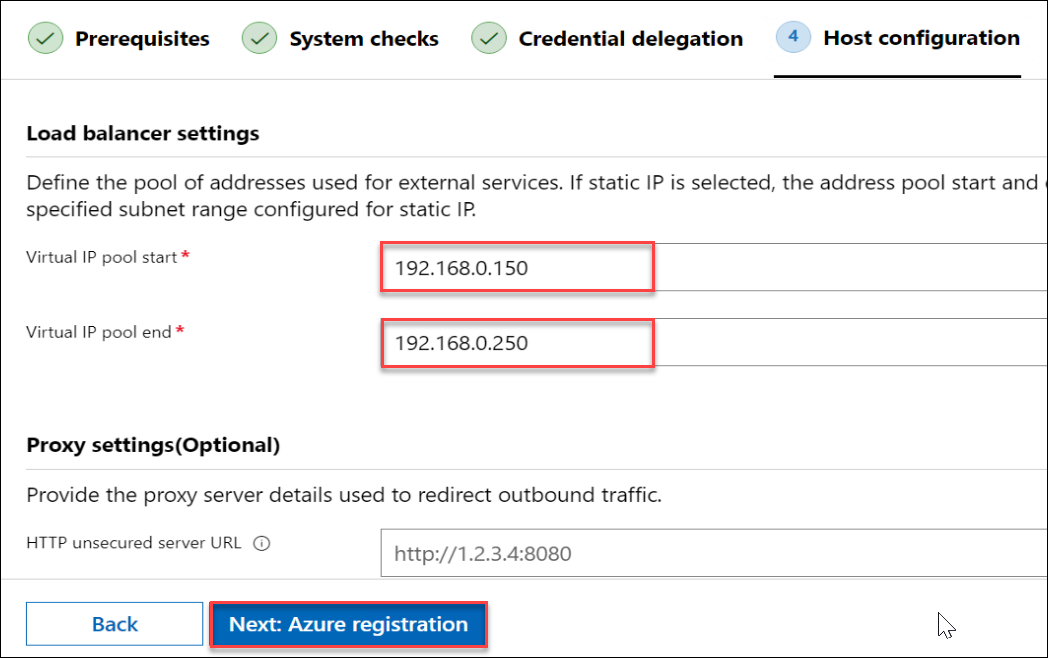 Prerequisites System checks Credential delegation 4 Host configuration
Load balancer settings
Define the pool of addresses used for external services. If static IP is selected, the address pool start and
specified subnet range configured for static IP.
Virtual IP pool start *
192.168.0.150
Virtual IP pool end *
192.168.0.250
Proxy settings(Optional)
Provide the proxy server details used to redirect outbound traffic.
HTTP unsecured server URL
http://1.2.3.4:8080
Back Next: Azure registration